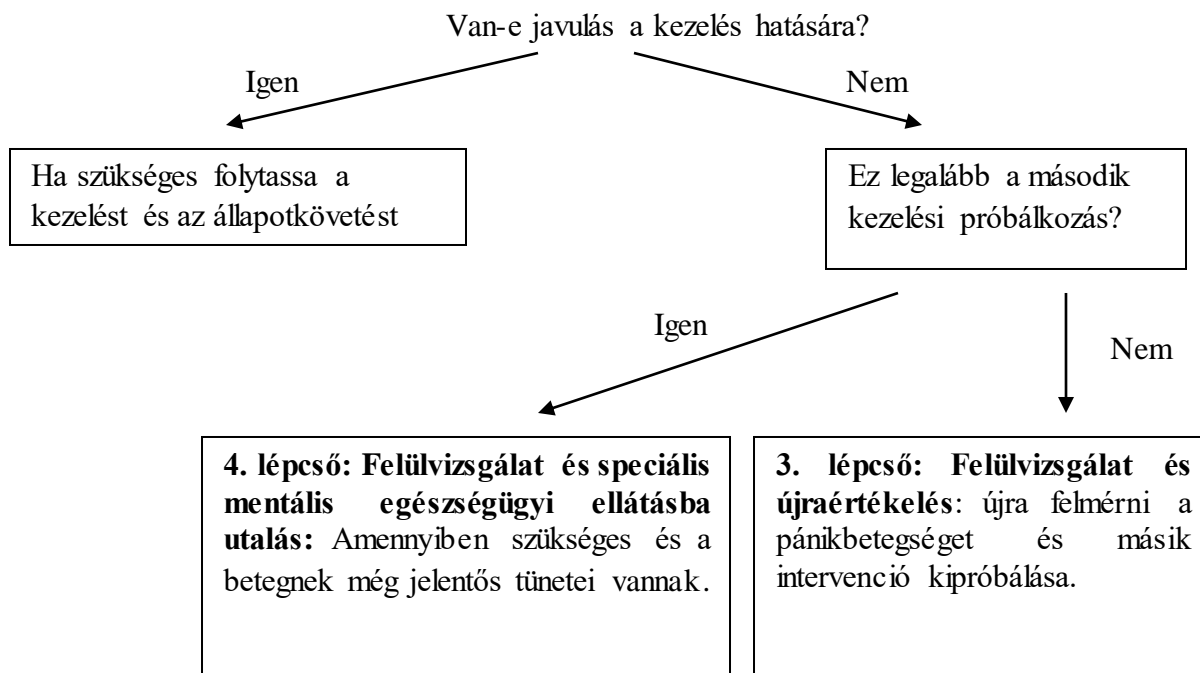 Van-e javulás a kezelés hatására?
Igen
Nem
Ha szükséges folytassa a
kezelést és az állapotkövetést
Ez legalább a második
kezelési próbálkozás?
Igen
Nem
4. lépcső: Felülvizsgálat és speciális
mentális egészségügyi ellátásba
utalás: Amennyiben szükséges és a
betegnek még jelentős tünetei vannak.
3. lépcső: Felülvizsgálat és
újraértékelés: újra felmérni a
pánikbetegséget és másik
intervenció kipróbálása.